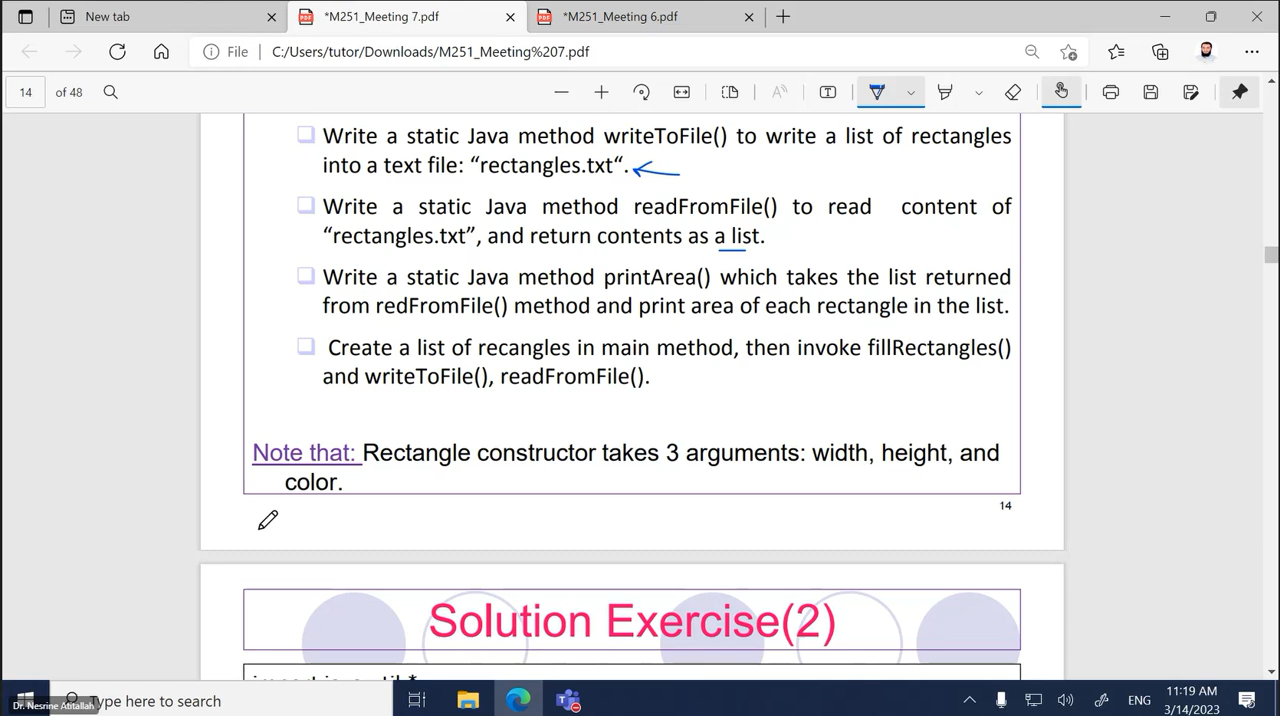 New tab
*M251_Meeting 7.pdf
*M251_Meeting 6.pdf
File
C:/Users/tutor/Downloads/M251_Meeting%207.pdf
14 of 48
Write a static Java method writeToFile() to write a list of rectangles
into a text file: “rectangles.txt“.
Write a static Java method readFromFile() to read content of
“rectangles.txt”, and return contents as a list.
Write a static Java method printArea() which takes the list returned
from redFromFile() method and print area of each rectangle in the list.
Create a list of recangles in main method, then invoke fillRectangles()
and writeToFile(), readFromFile().
Note that: Rectangle constructor takes 3 arguments: width, height, and
color.
14
Solution Exercise(2)
Type here to search
Dr. Nesrine Atitallah
ENG
11:19 AM
3/14/2023